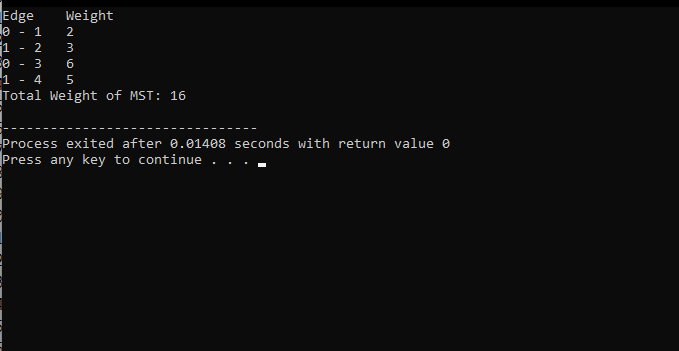 Edge    Weight
0 - 1   2
1 - 2   3
0 - 3   6
1 - 4   5
Total Weight of MST: 16
--------------------------------
Process exited after 0.01408 seconds with return value 0
Press any key to continue . . .